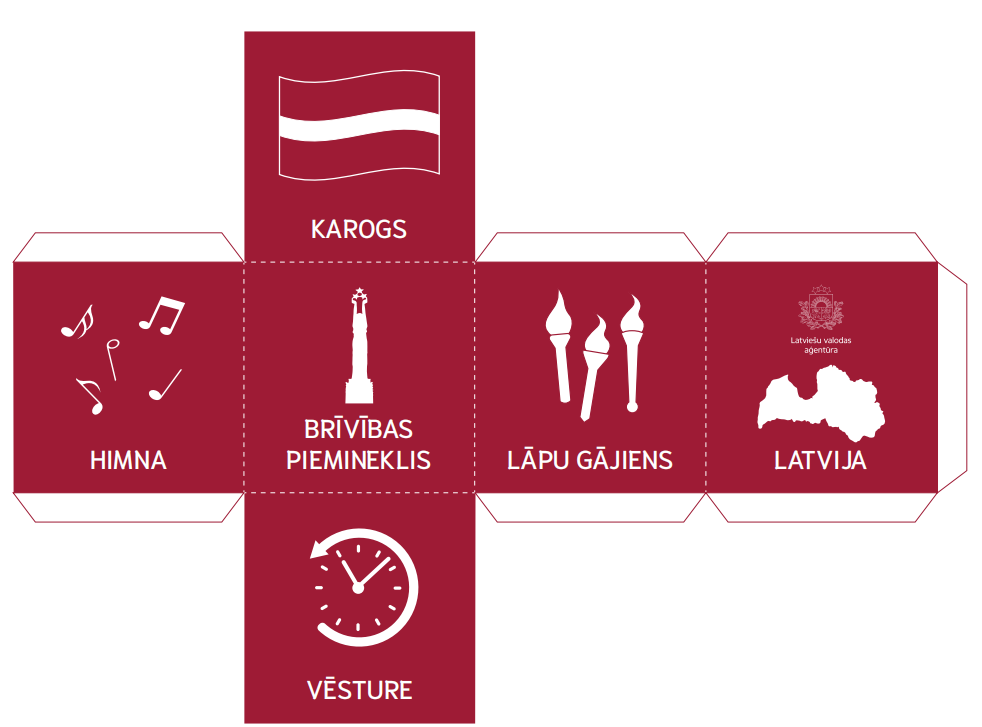 KAROGS
HIMNA
BRĪVĪBAS
PIEMINEKLIS
LĀPU GĀJIENS
Latviešu valodas
aģentūra
LATVIJA
VĒSTURE